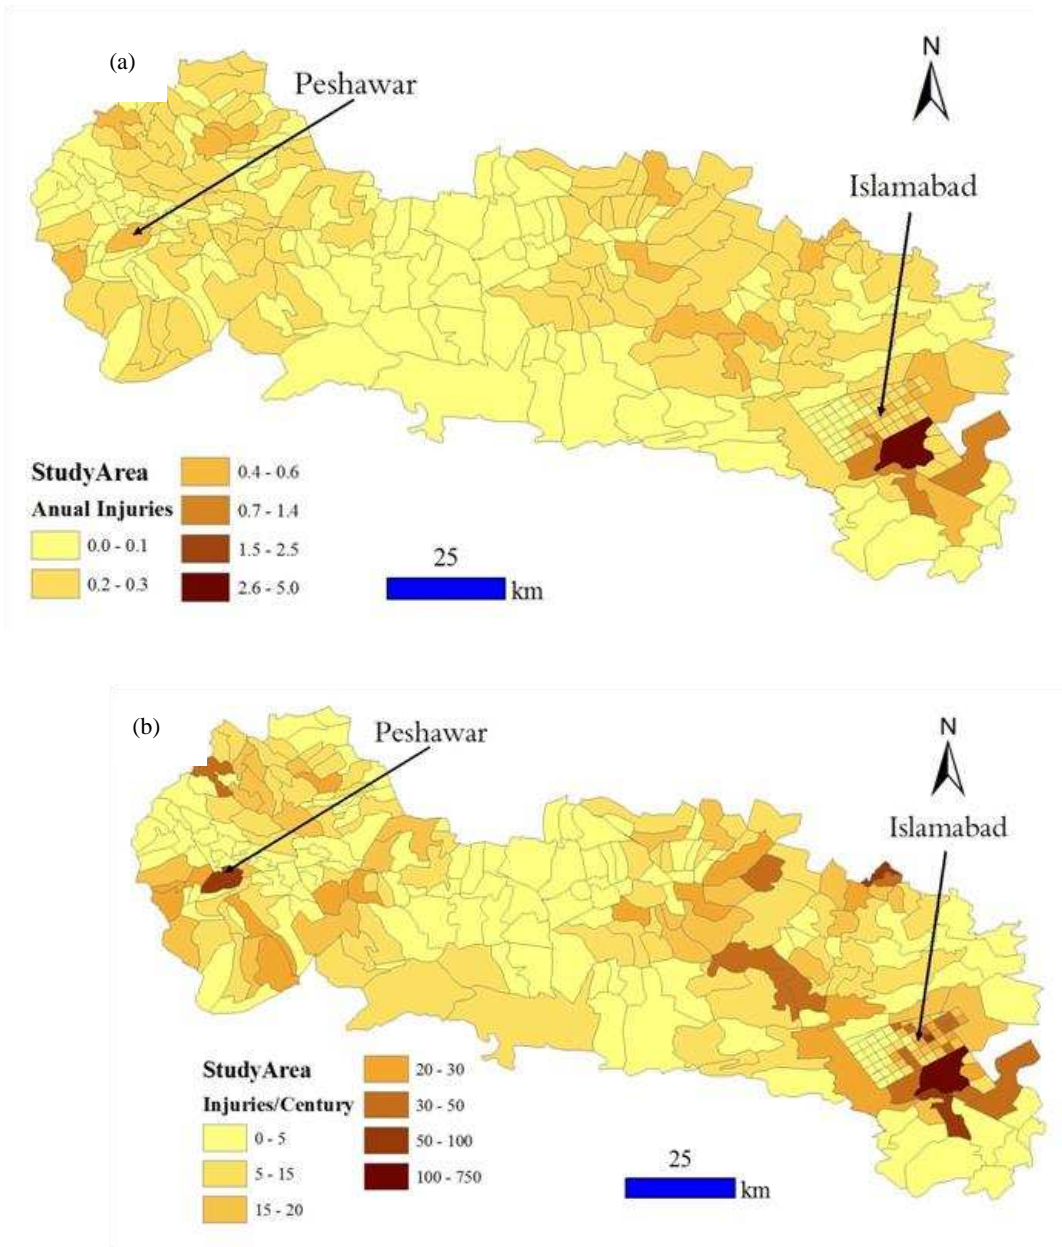 (a)
Peshawar
N
Islamabad
StudyArea
Anual Injuries
0.0 - 0.1
0.2 - 0.3
0.4 - 0.6
0.7 - 1.4
1.5 - 2.5
2.6 - 5.0
25
km
(b)
Peshawar
N
Islamabad
StudyArea
Injuries/Century
0 - 5
5 - 15
15 - 20
20 - 30
30 - 50
50 - 100
100 - 750
25
km